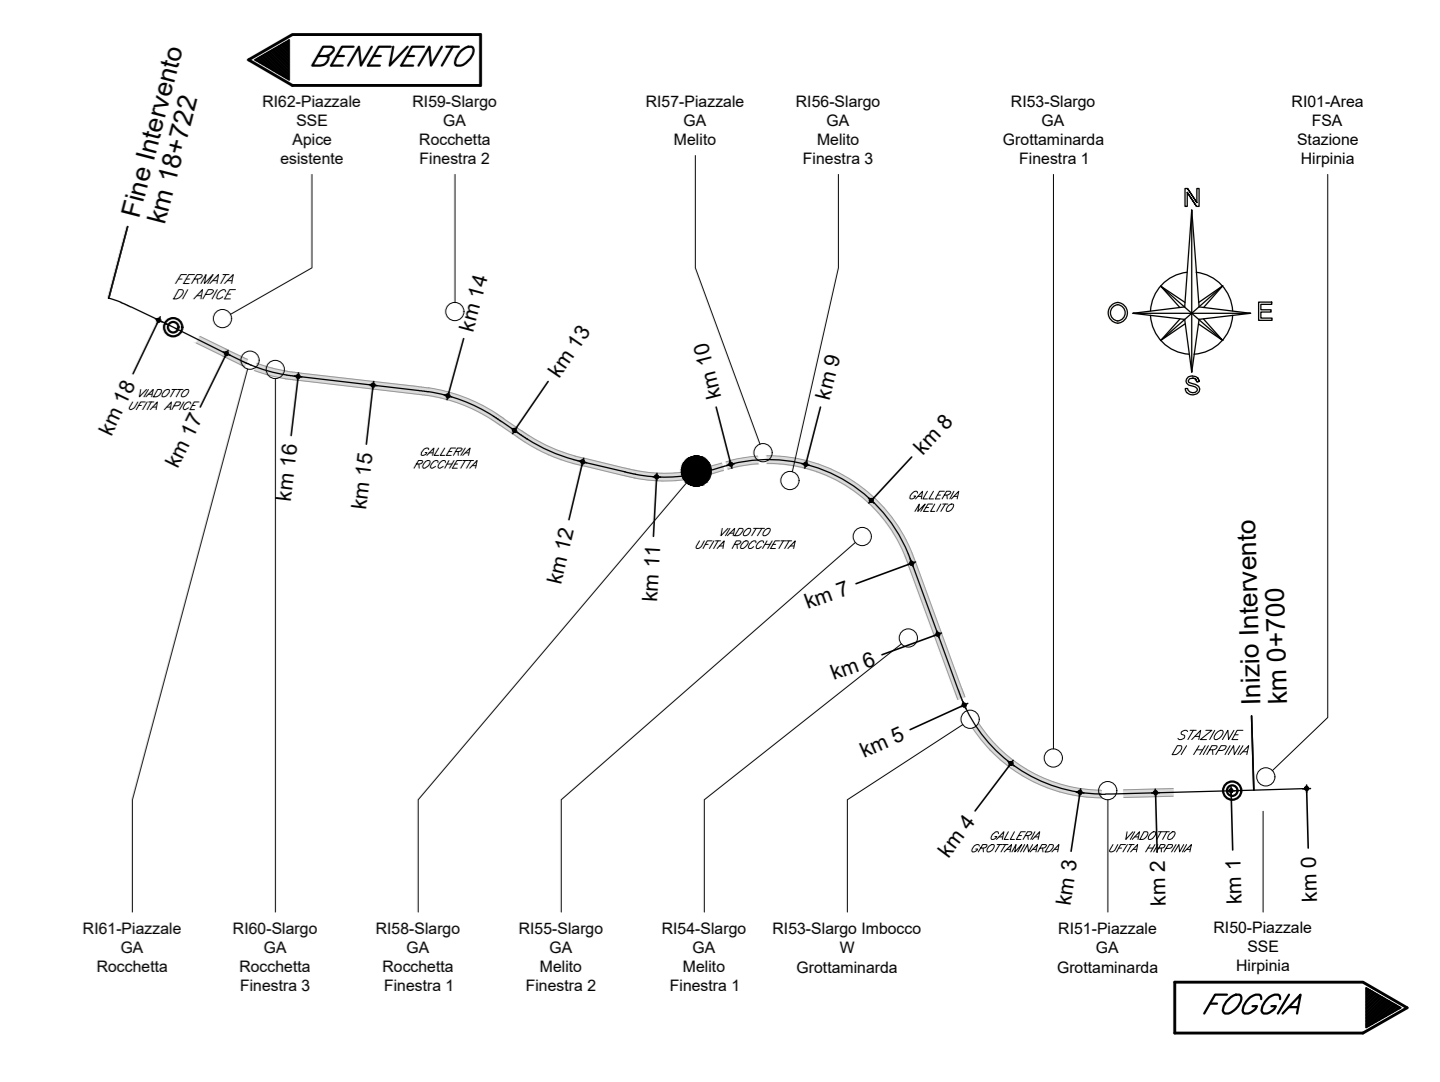 BENEVENTO
Fine Intervento
km 18+722
RI62-Piazzale
SSE
Apice
esistente
RI59-Slargo
GA
Rocchetta
Finestra 2
RI57-Piazzale
GA
Melito
RI56-Slargo
GA
Melito
Finestra 3
RI53-Slargo
GA
Grottaminarda
Finestra 1
RI01-Area
FSA
Stazione
Hirpinia
N
O
E
S
FERMATA
DI APICE
VIADOTTO
UFITA APICE
GALLERIA
ROCCHETTA
VIADOTTO
UFITA ROCCHETTA
GALLERIA
MELITO
GALLERIA
GROTTAMINARDA
VIADOTTO
UFITA HIRPINIA
STAZIONE
DI HIRPINIA
Inizio Intervento
km 0+700
km 18
km 17
km 16
km 15
km 14
km 13
km 12
km 11
km 10
km 9
km 8
km 7
km 6
km 5
km 4
km 3
km 2
km 1
km 0
RI61-Piazzale
GA
Rocchetta
RI60-Slargo
GA
Rocchetta
Finestra 3
RI58-Slargo
GA
Rocchetta
Finestra 1
RI55-Slargo
GA
Melito
Finestra 2
RI54-Slargo
GA
Melito
Finestra 1
RI53-Slargo Imbocco
W
Grottaminarda
RI51-Piazzale
GA
Grottaminarda
RI50-Piazzale
SSE
Hirpinia
FOGGIA